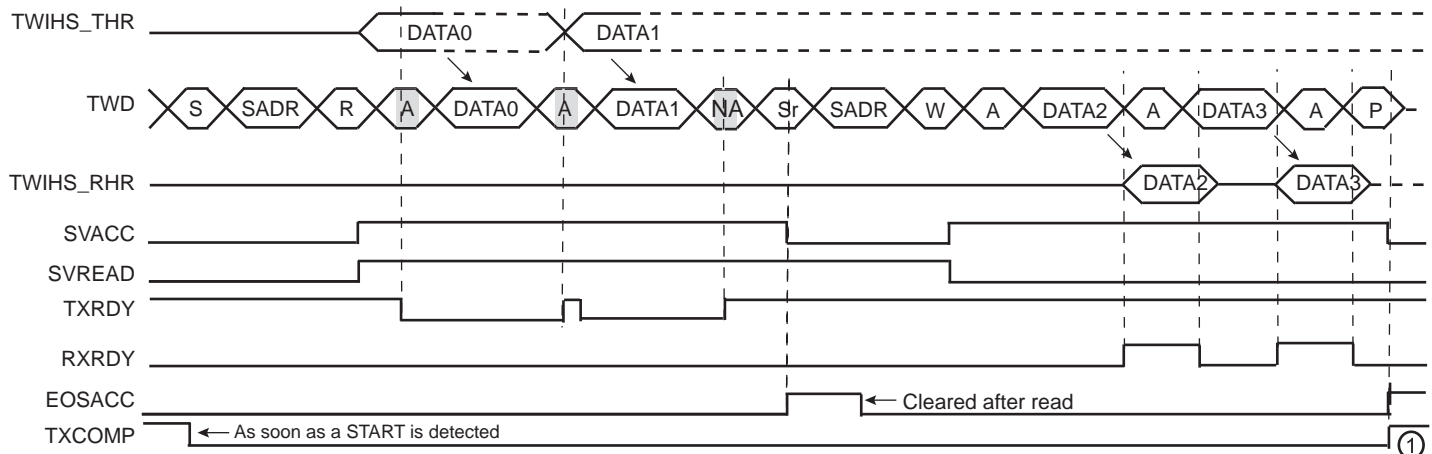 TWIHS_THR DATA0 DATA1
TWD S SADR R A DATA0 A DATA1 NA Sr SADR W A DATA2 A DATA3 A P
TWIHS_RHR DATA2 DATA3
SVACC
SVREAD
TXRDY
RXRDY
EOSACC Cleared after read
TXCOMP As soon as a START is detected 1